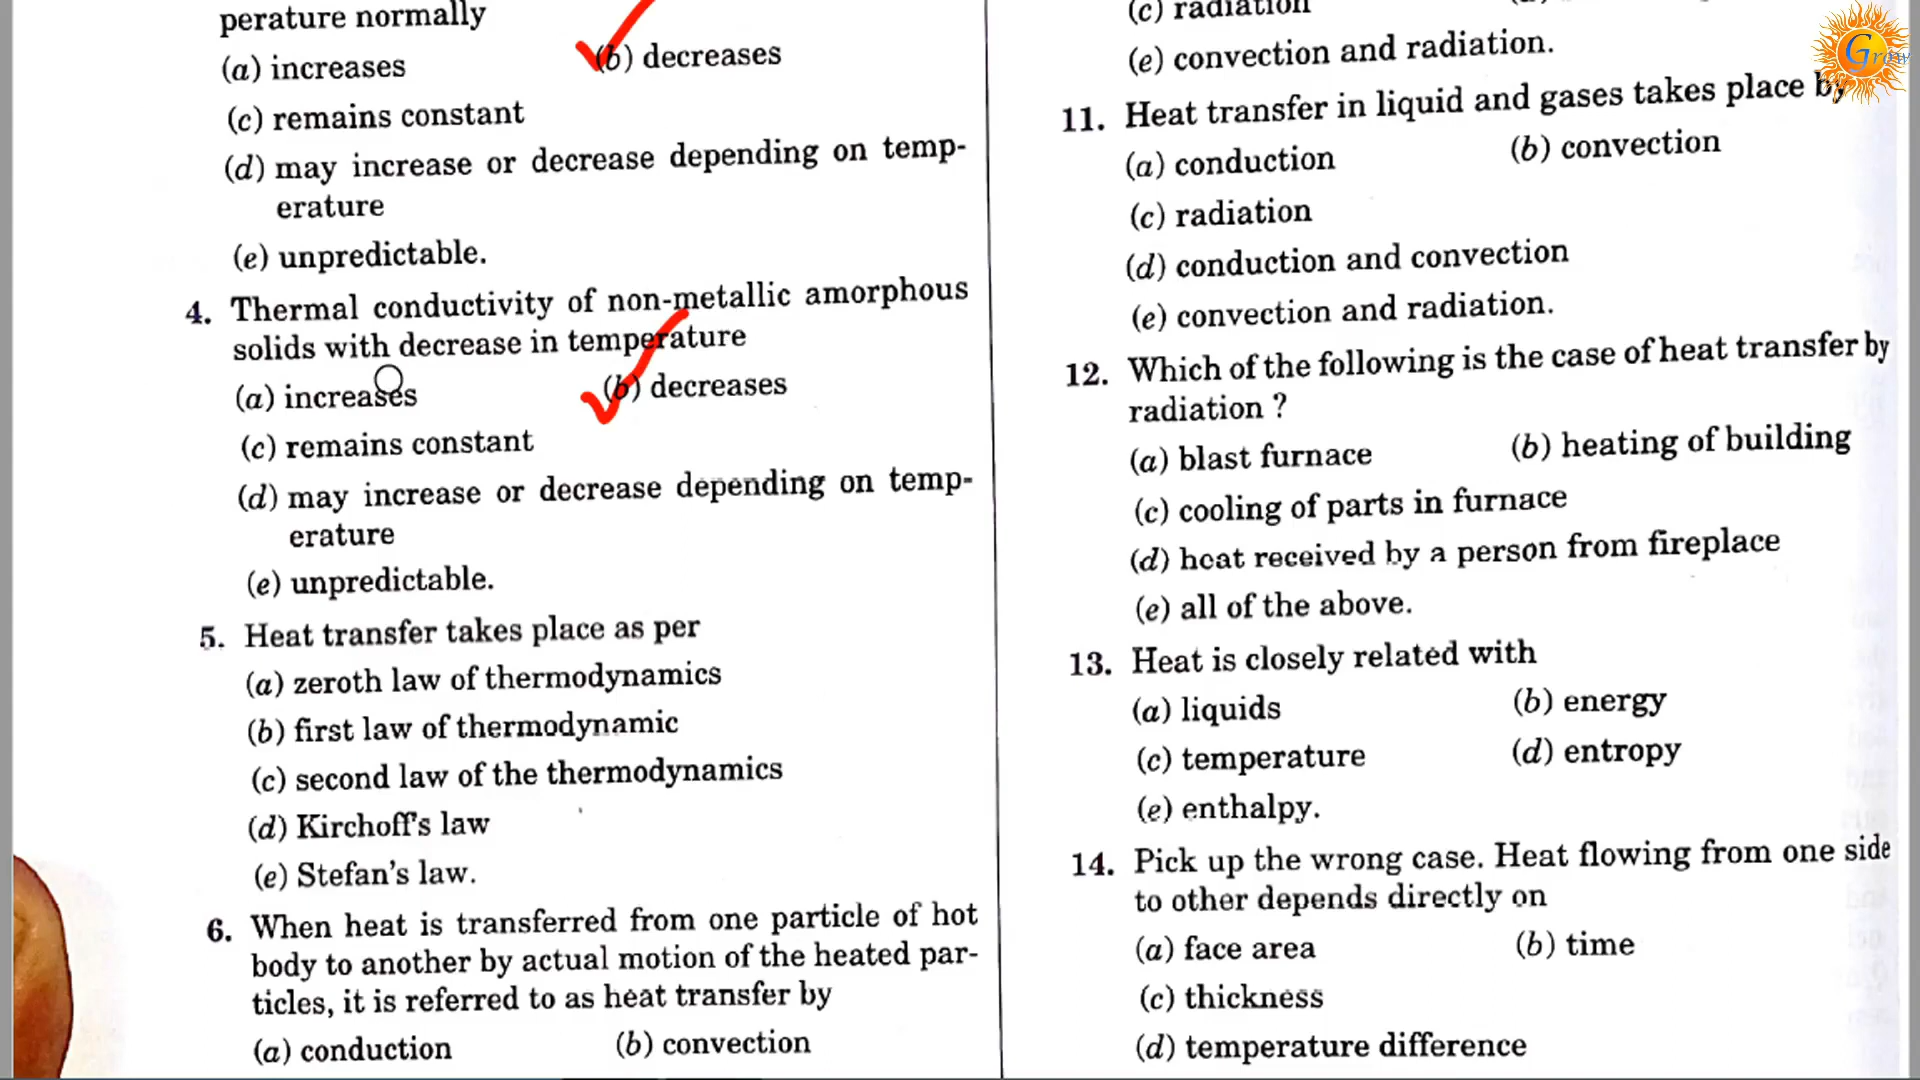 perature normally
(a) increases (b) decreases
(c) remains constant
(d) may increase or decrease depending on temp-
erature
(e) unpredictable.
4. Thermal conductivity of non-metallic amorphous
solids with decrease in temperature
(a) increases (b) decreases
(c) remains constant
(d) may increase or decrease depending on temp-
erature
(e) unpredictable.
5. Heat transfer takes place as per
(a) zeroth law of thermodynamics
(b) first law of thermodynamic
(c) second law of the thermodynamics
(d) Kirchoff's law
(e) Stefan's law.
6. When heat is transferred from one particle of hot
body to another by actual motion of the heated par-
ticles, it is referred to as heat transfer by
(a) conduction (b) convection
(c) radiation
(e) convection and radiation.
11. Heat transfer in liquid and gases takes place by
(a) conduction (b) convection
(c) radiation
(d) conduction and convection
(e) convection and radiation.
12. Which of the following is the case of heat transfer by
radiation ?
(a) blast furnace (b) heating of building
(c) cooling of parts in furnace
(d) heat received by a person from fireplace
(e) all of the above.
13. Heat is closely related with
(a) liquids (b) energy
(c) temperature (d) entropy
(e) enthalpy.
14. Pick up the wrong case. Heat flowing from one side
to other depends directly on
(a) face area (b) time
(c) thickness
(d) temperature difference
Grow